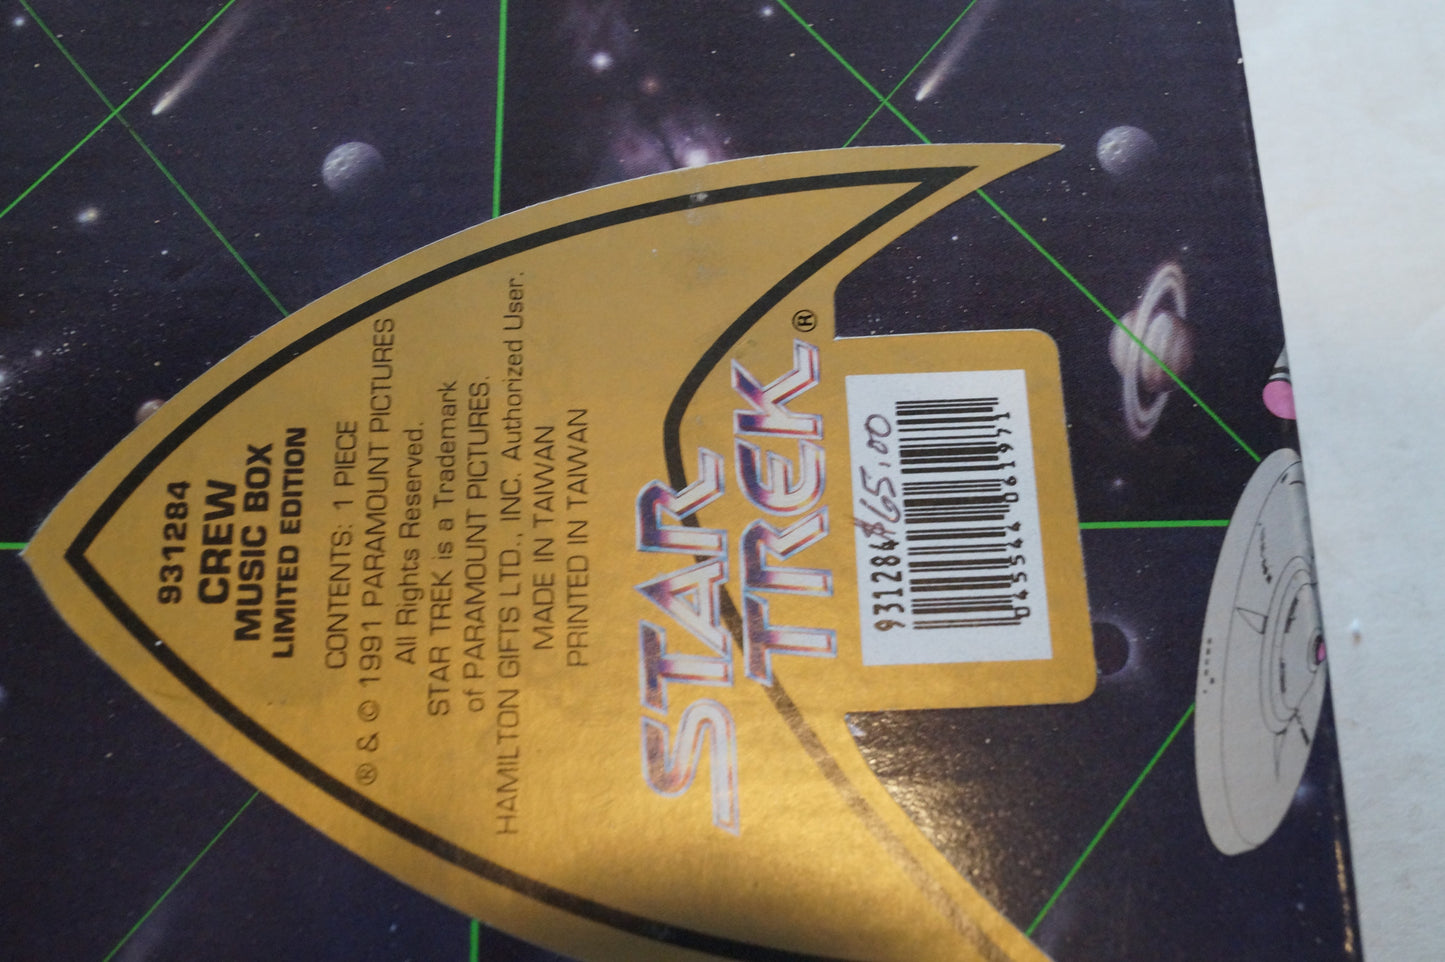 931284
CREW
MUSIC BOX
LIMITED EDITION
CONTENTS: 1 PIECE
® & © 1991 PARAMOUNT PICTURES
All Rights Reserved.
STAR TREK is a Trademark
of PARAMOUNT PICTURES.
HAMILTON GIFTS LTD., INC. Authorized User.
MADE IN TAIWAN
PRINTED IN TAIWAN
STAR
TREK®
931284 $65.00
045544 061971